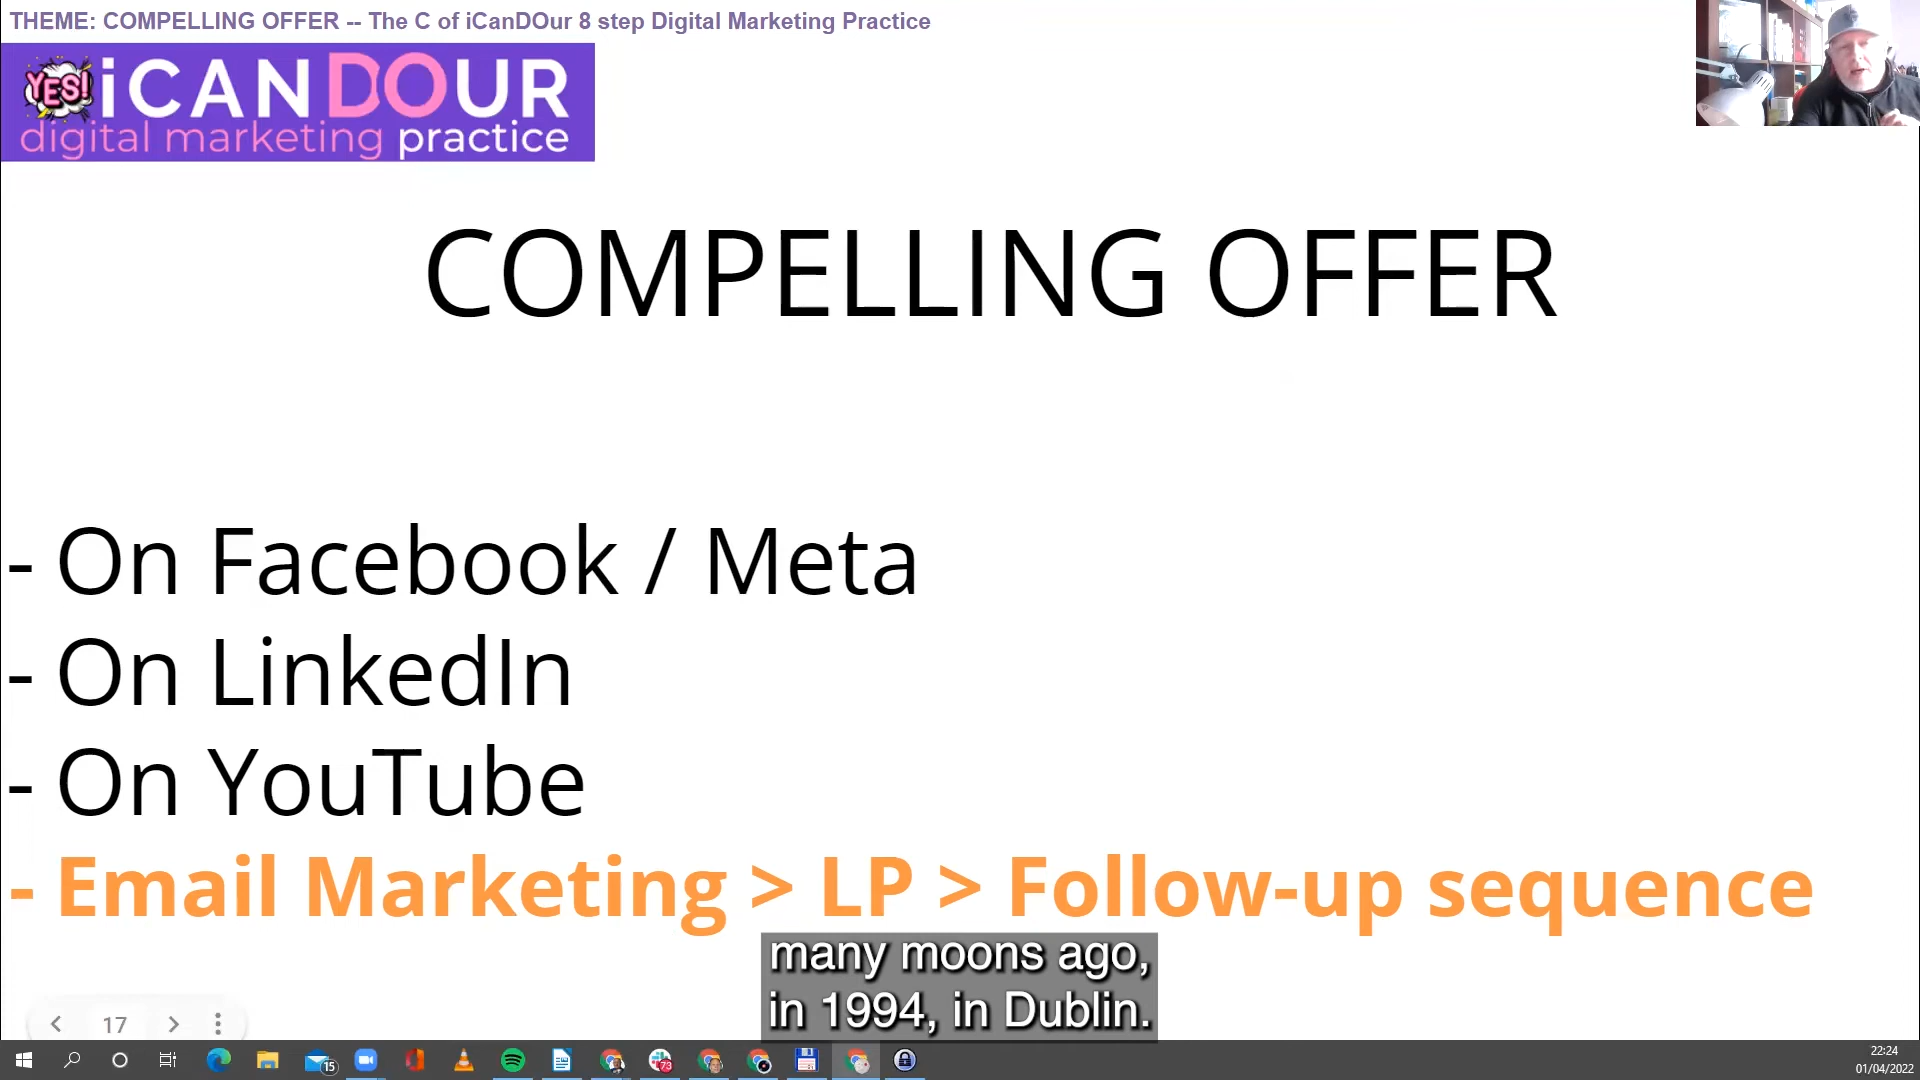 THEME: COMPELLING OFFER -- The C of iCanDOur 8 step Digital Marketing Practice
YES! iCANDOUR
digital marketing practice
COMPELLING OFFER
- On Facebook / Meta
- On LinkedIn
- On YouTube
- Email Marketing > LP > Follow-up sequence
many moons ago,
in 1994, in Dublin.
17
15
73
22:24
01/04/2022